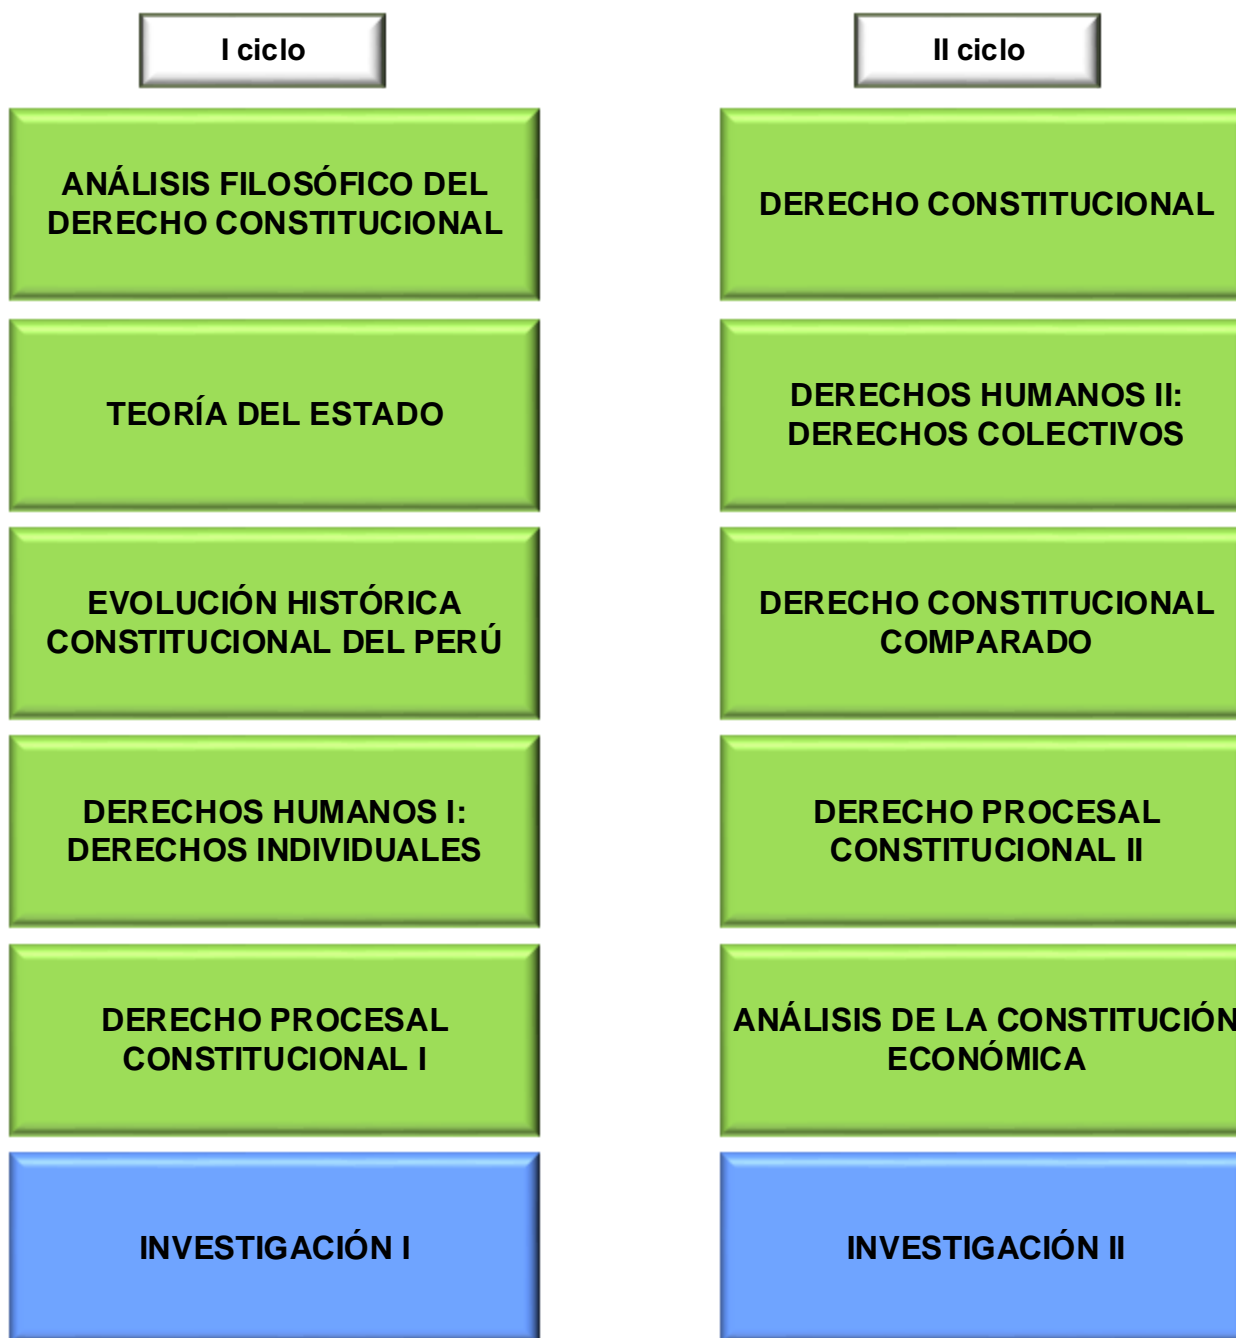 I ciclo
ANÁLISIS FILOSÓFICO DEL
DERECHO CONSTITUCIONAL
TEORÍA DEL ESTADO
EVOLUCIÓN HISTÓRICA
CONSTITUCIONAL DEL PERÚ
DERECHOS HUMANOS I:
DERECHOS INDIVIDUALES
DERECHO PROCESAL
CONSTITUCIONAL I
INVESTIGACIÓN I
II ciclo
DERECHO CONSTITUCIONAL
DERECHOS HUMANOS II:
DERECHOS COLECTIVOS
DERECHO CONSTITUCIONAL
COMPARADO
DERECHO PROCESAL
CONSTITUCIONAL II
ANÁLISIS DE LA CONSTITUCIÓN
ECONÓMICA
INVESTIGACIÓN II